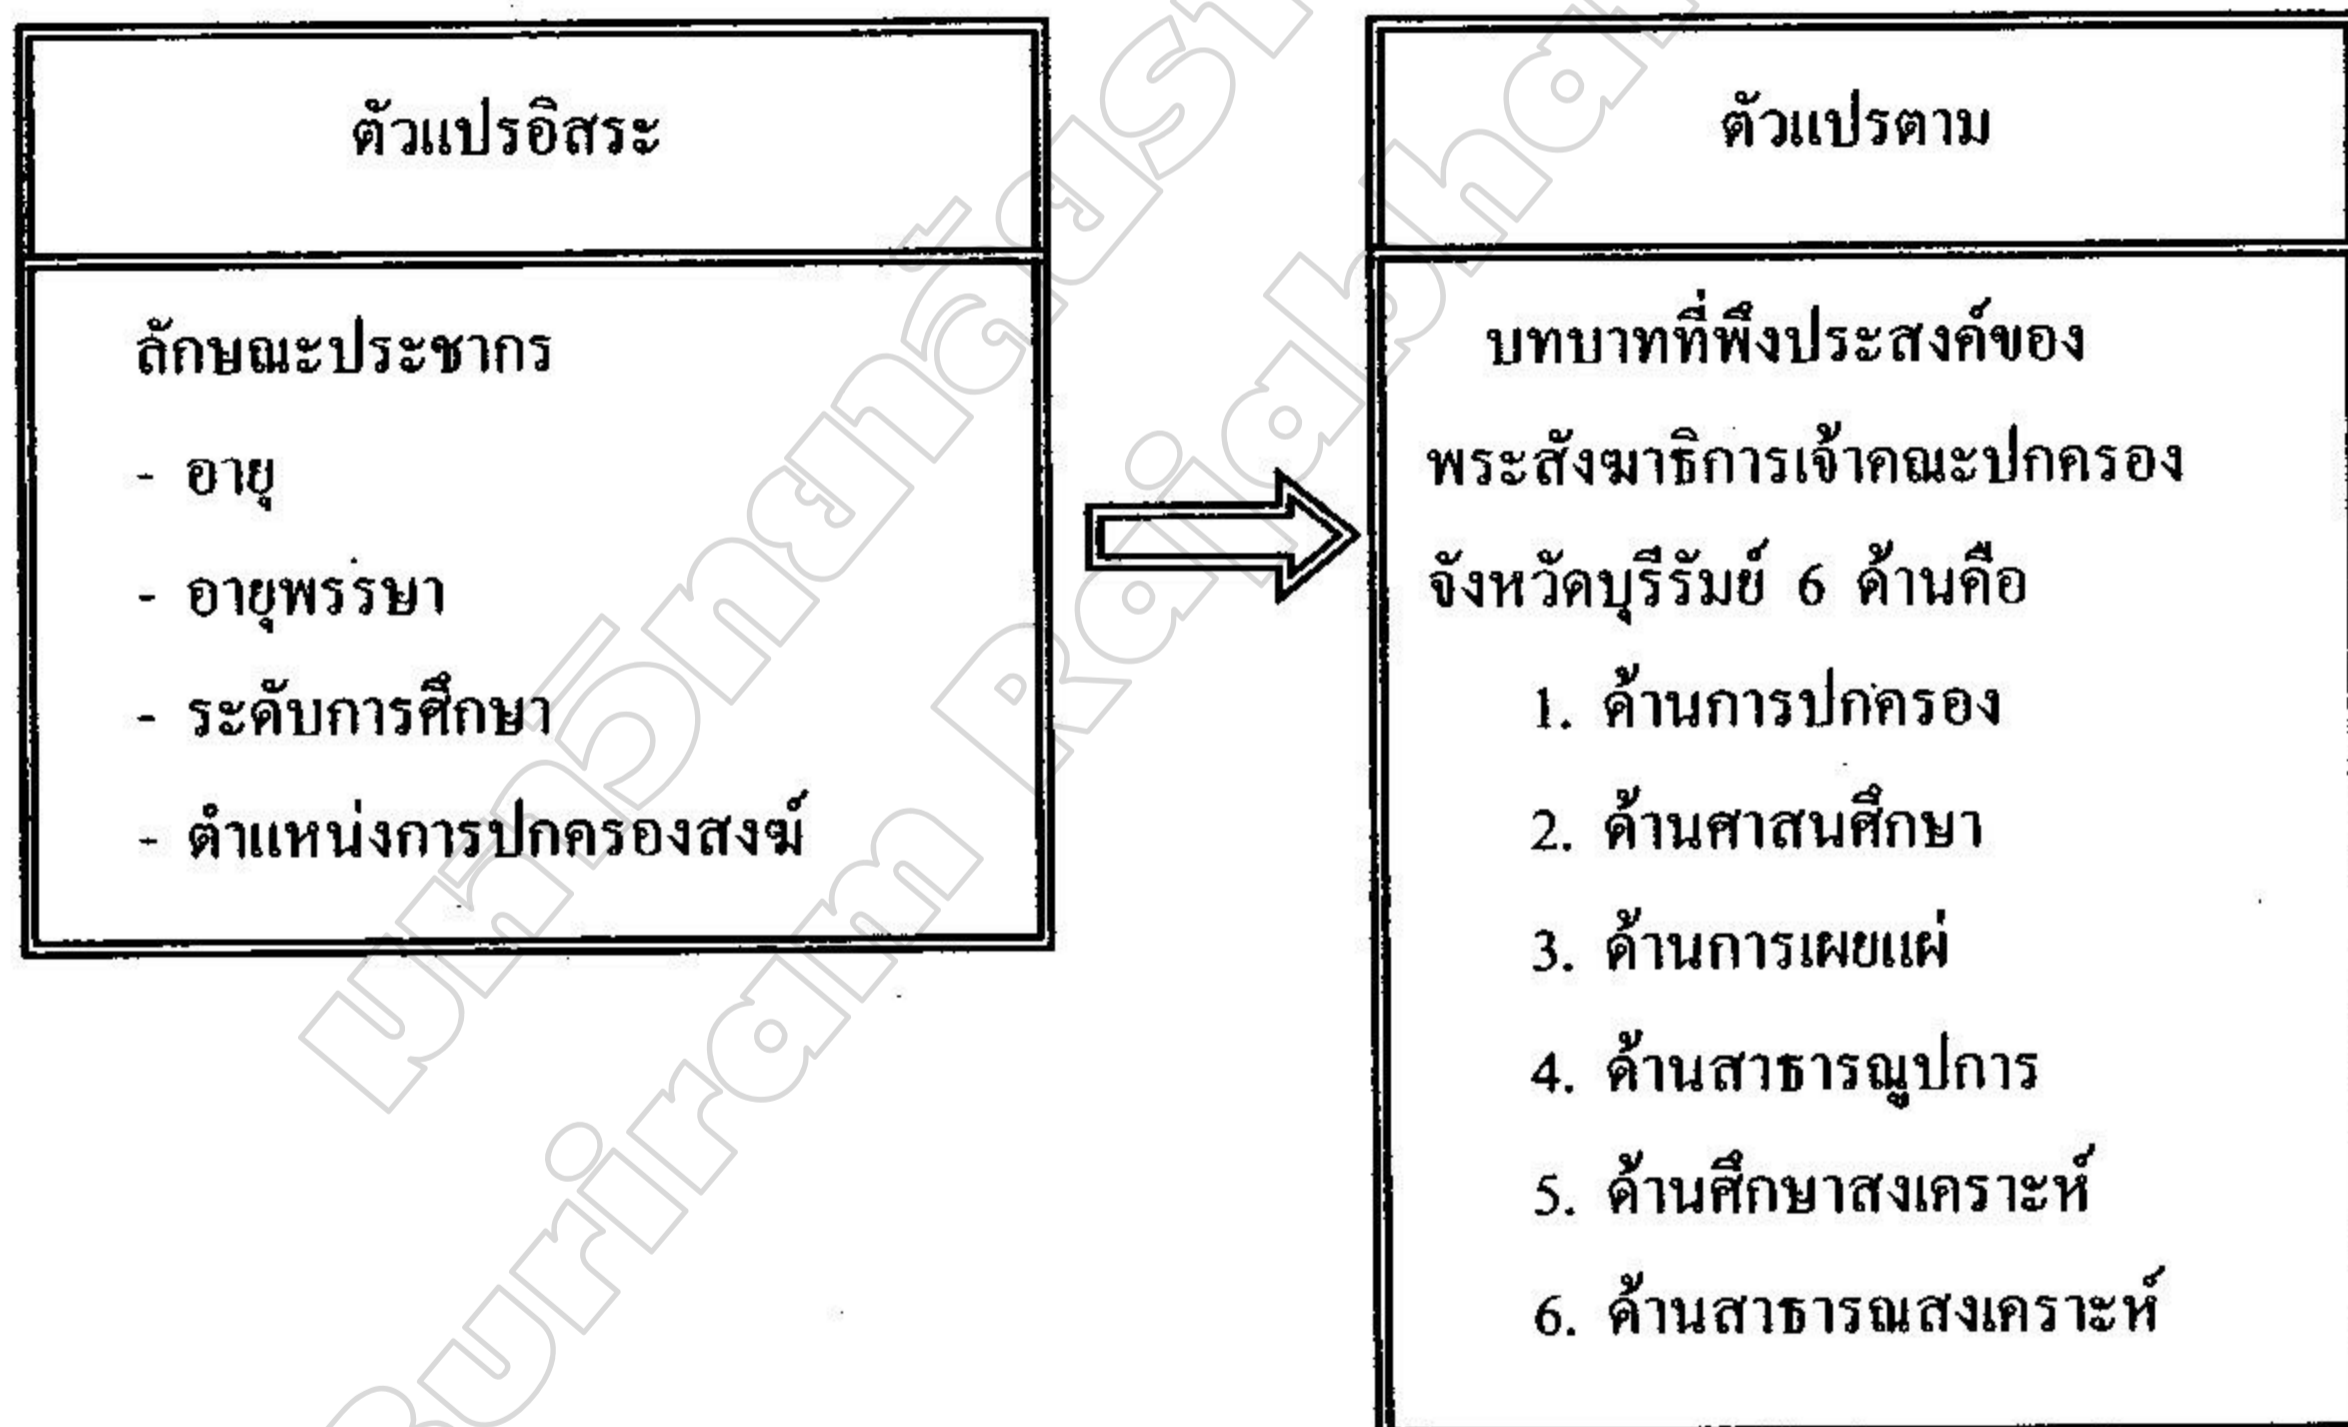 ตัวแปรอิสระ
ลักษณะประชากร
- อายุ
- อายุพรรษา
- ระดับการศึกษา
- ตำแหน่งการปกครองสงฆ์
ตัวแปรตาม
บทบาทที่พึงประสงค์ของ
พระสังฆาธิการเจ้าคณะปกครอง
จังหวัดบุรีรัมย์ 6 ด้านคือ
1. ด้านการปกครอง
2. ด้านศาสนศึกษา
3. ด้านการเผยแผ่
4. ด้านสาธารณูปการ
5. ด้านศึกษาสงเคราะห์
6. ด้านสาธารณสงเคราะห์
Buriram Rajabha